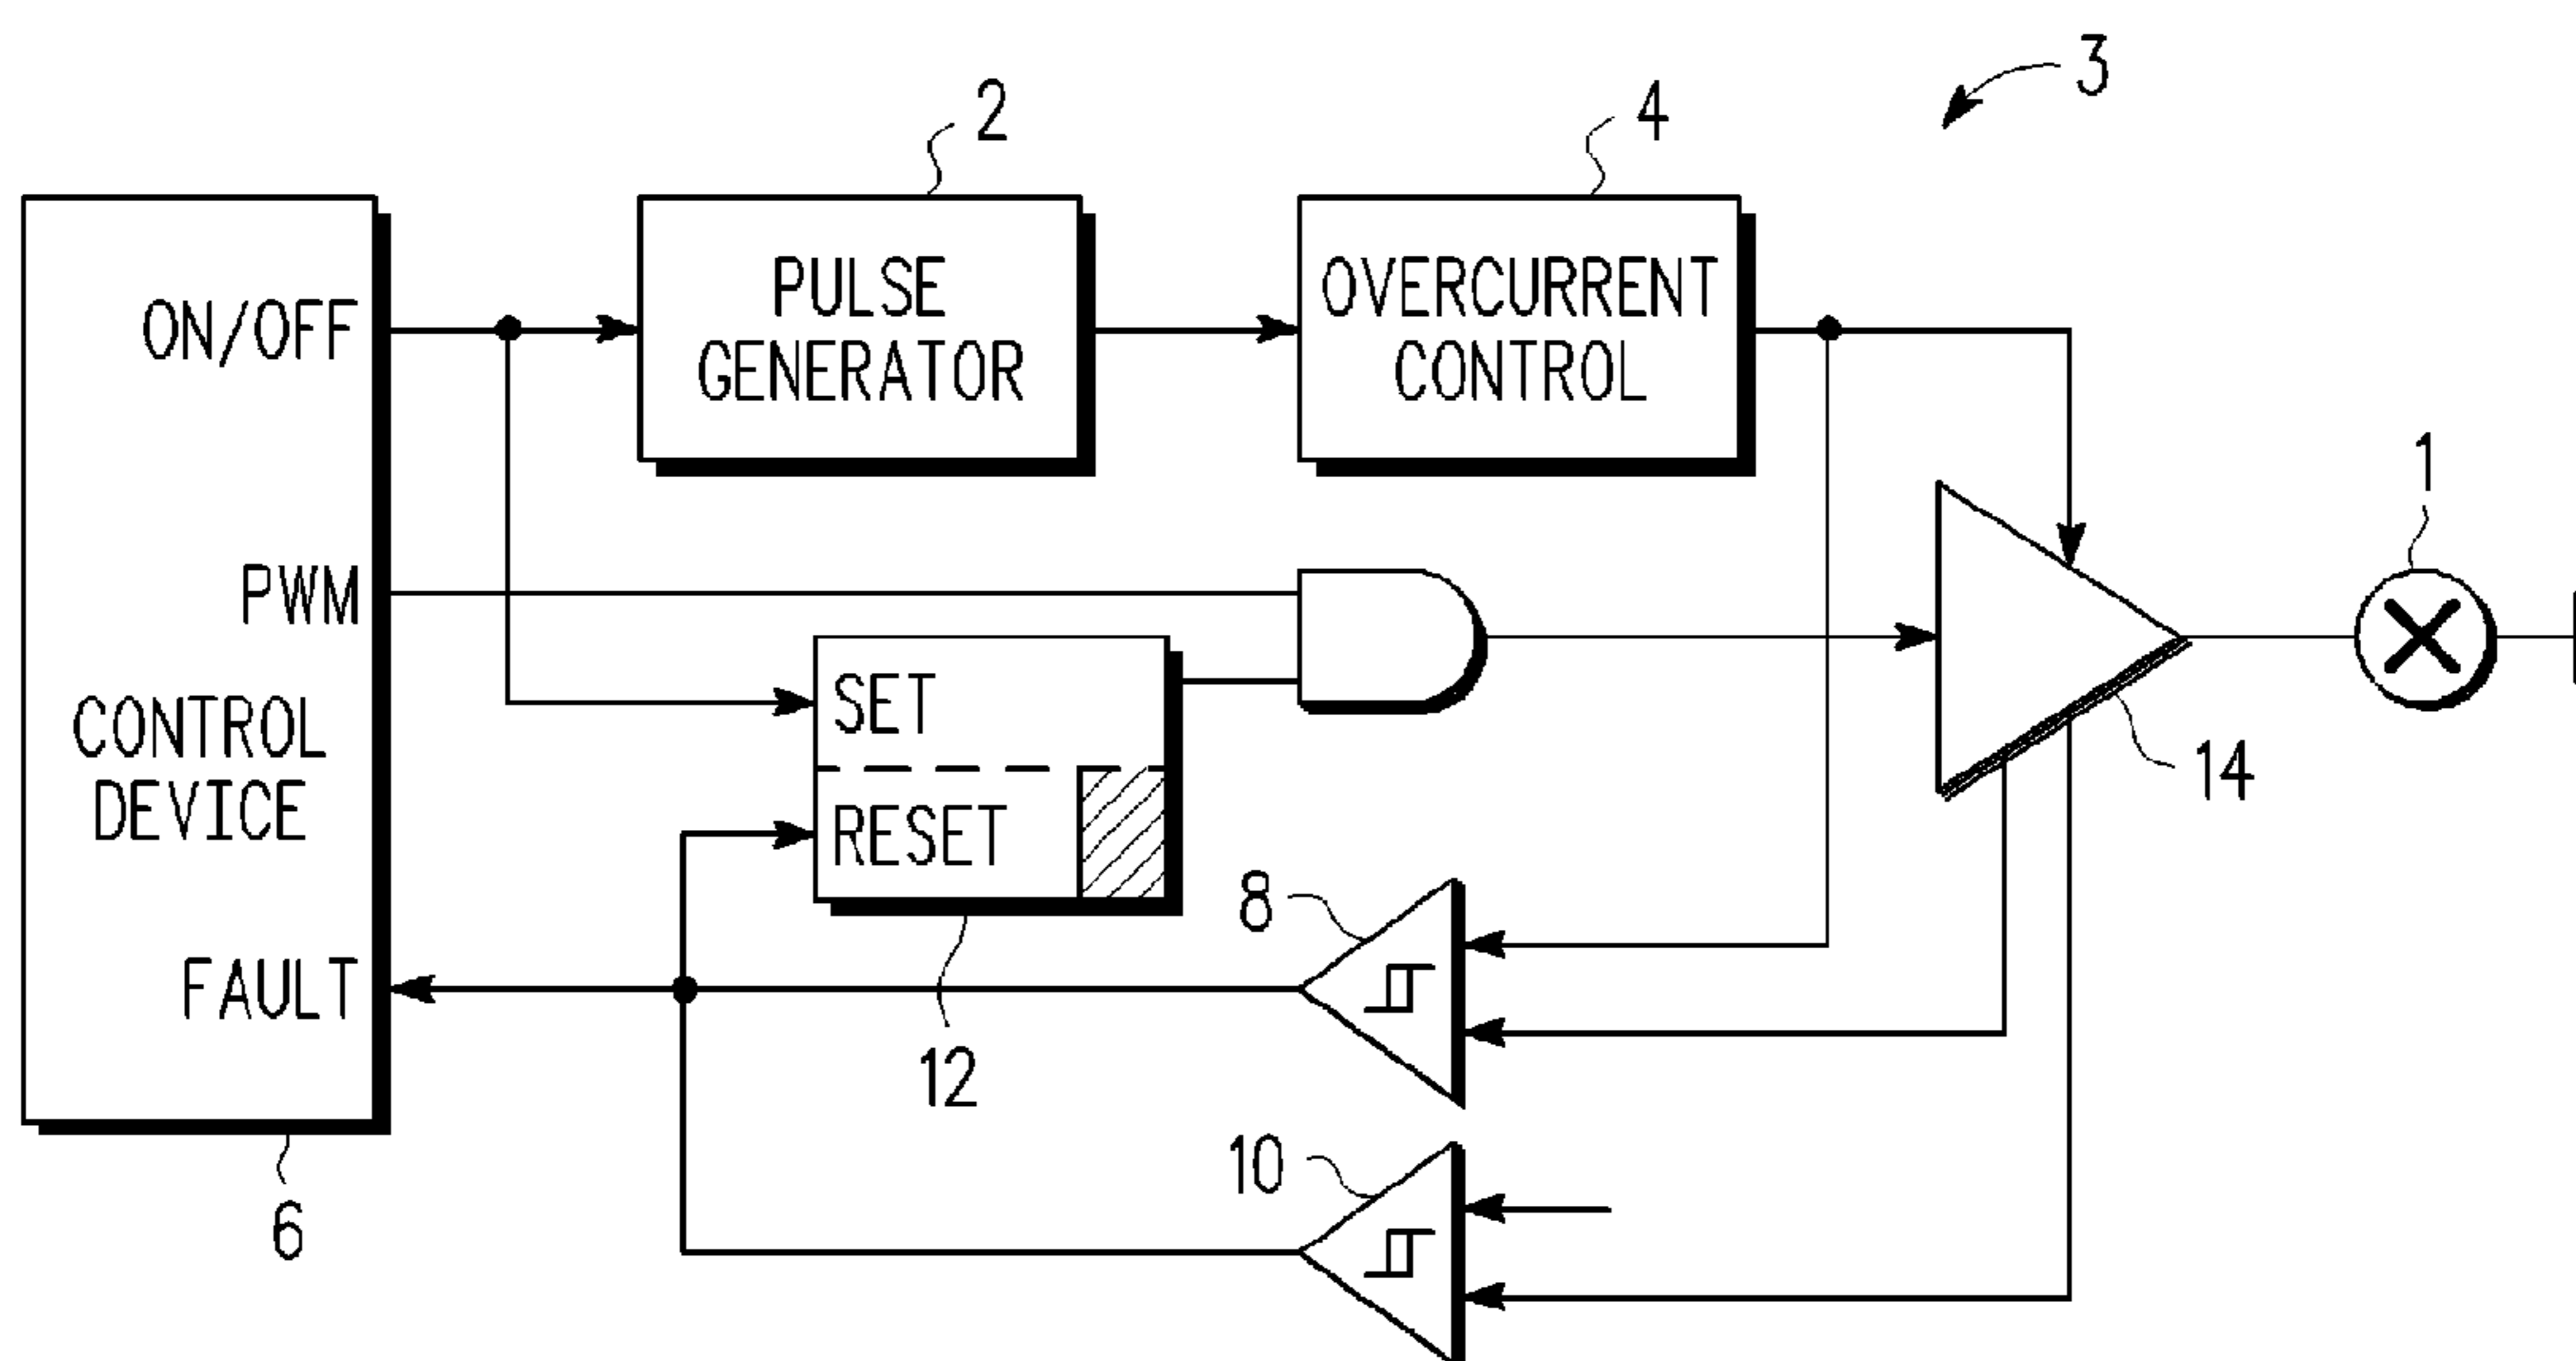 3
2
4
ON/OFF
PULSE
GENERATOR
OVERCURRENT
CONTROL
1
PWM
SET
CONTROL
DEVICE
14
RESET
8
FAULT
12
10
6